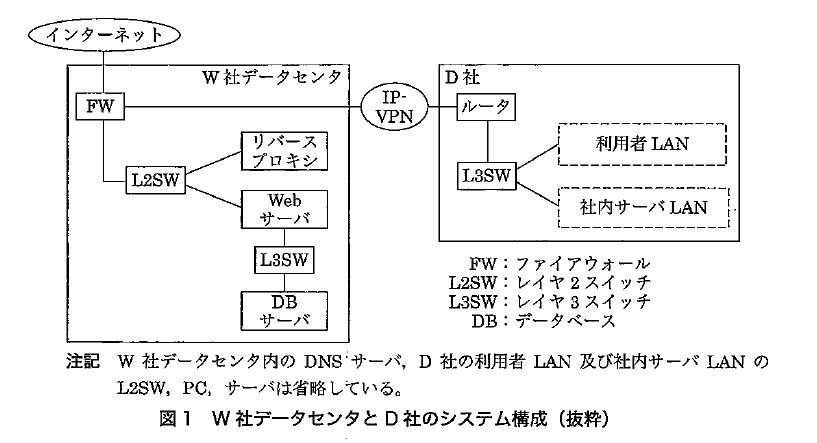 インターネット
W社データセンタ
FW
IP-
VPN
D社
ルータ
リバース
プロキシ
L2SW
Web
サーバ
L3SW
DB
サーバ
L3SW
利用者 LAN
社内サーバ LAN
FW：ファイアウォール
L2SW：レイヤ2スイッチ
L3SW：レイヤ3スイッチ
DB：データベース
注記 W 社データセンタ内の DNS サーバ，D 社の利用者 LAN 及び社内サーバ LAN の
L2SW，PC，サーバは省略している。
図1 W社データセンタとD社のシステム構成（抜粋）